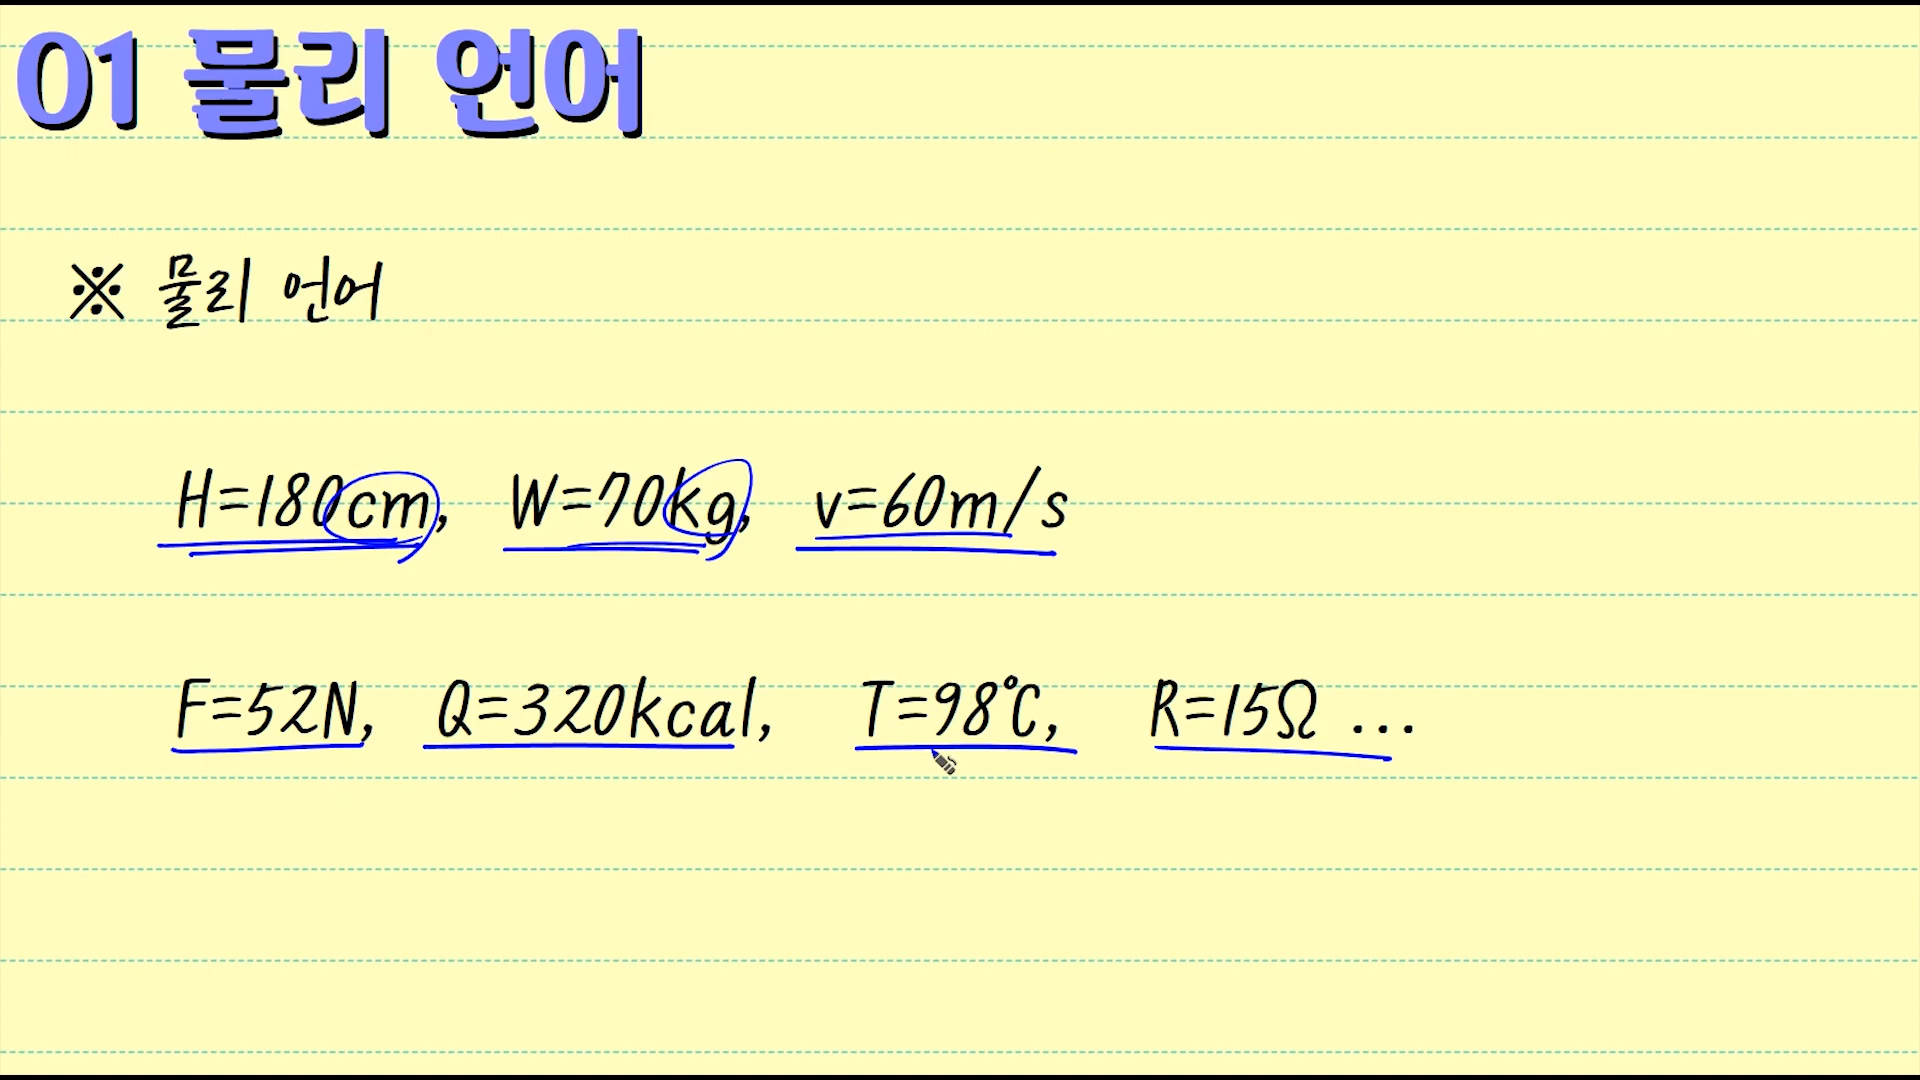 01 물리 언어
※ 물리 언어
H=180cm, W=70kg, v=60m/s
F=52N, Q=320kcal, T=98℃, R=15Ω ...